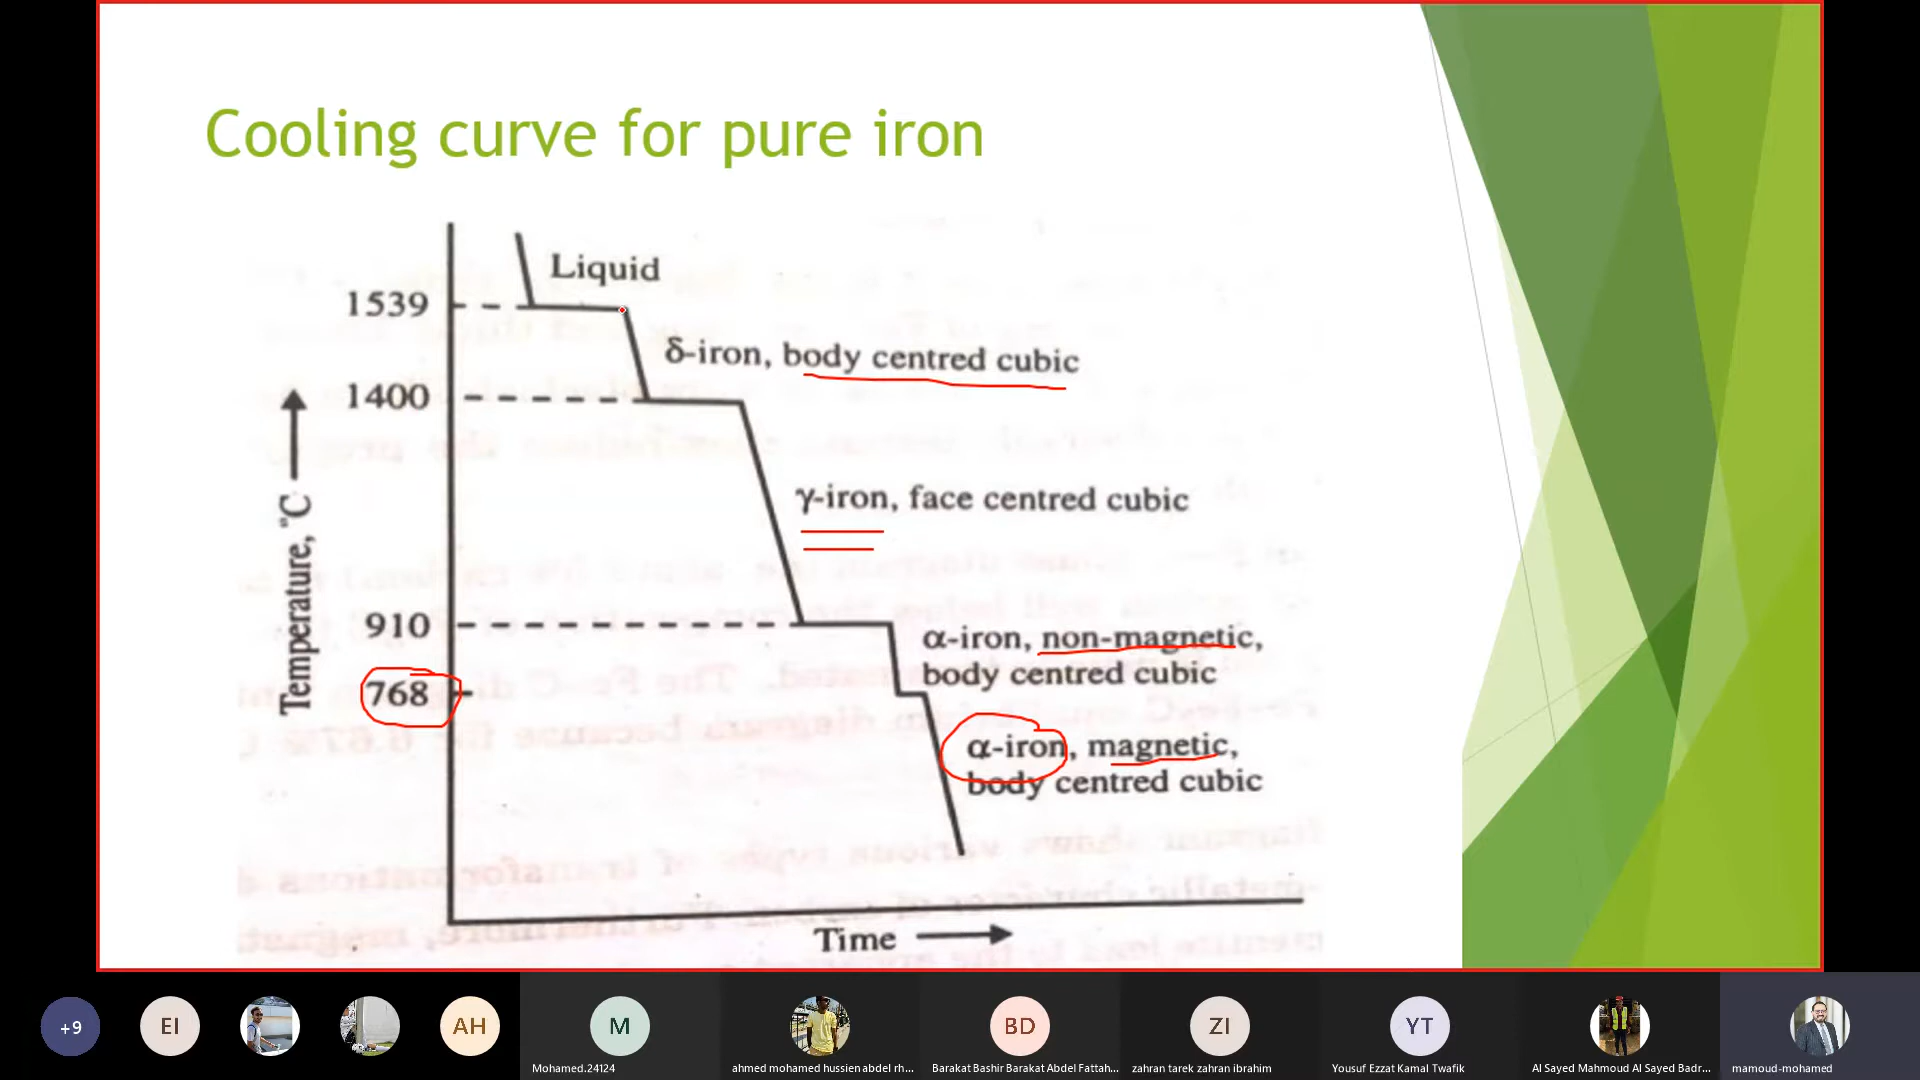 Cooling curve for pure iron
Liquid
1539
δ-iron, body centred cubic
1400
γ-iron, face centred cubic
910
α-iron, non-magnetic,
body centred cubic
768
α-iron, magnetic,
body centred cubic
Temperature, °C
Time
+9
EI
AH
M
BD
ZI
YT
Mohamed.24124
ahmed mohamed hussien abdel rh...
Barakat Bashir Barakat Abdel Fattah...
zahran tarek zahran ibrahim
Yousuf Ezzat Kamal Twafik
Al Sayed Mahmoud Al Sayed Badr...
mamoud-mohamed